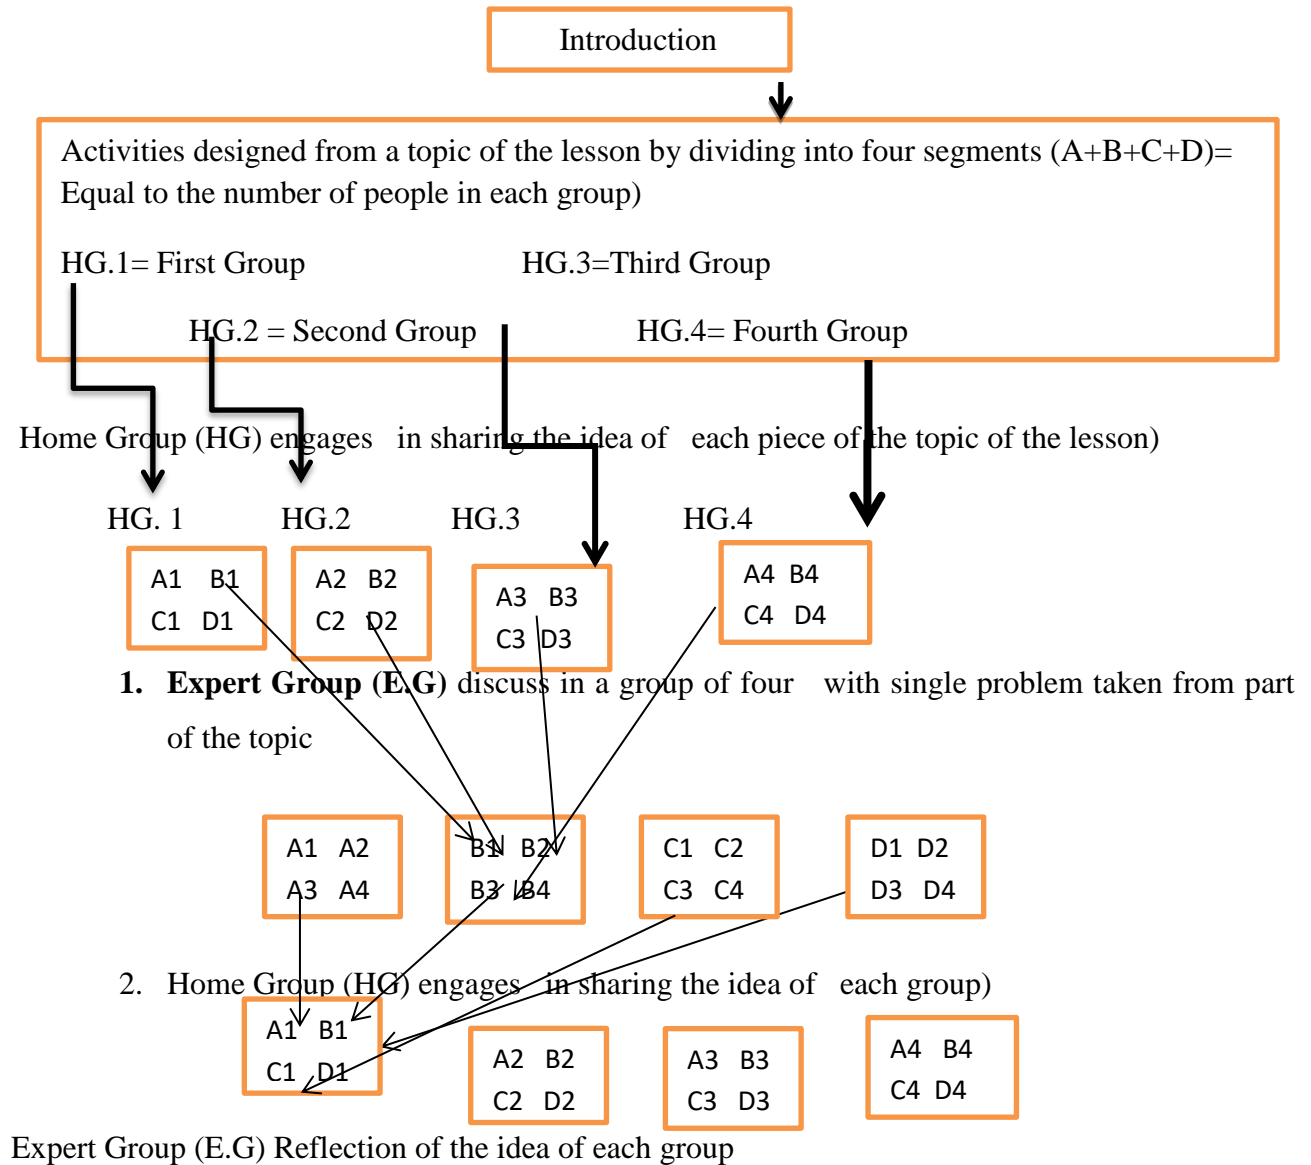 Introduction
Activities designed from a topic of the lesson by dividing into four segments (A+B+C+D)=
Equal to the number of people in each group)
HG.1= First Group HG.3=Third Group
HG.2 = Second Group HG.4= Fourth Group
Home Group (HG) engages in sharing the idea of each piece of the topic of the lesson)
HG. 1 HG.2 HG.3 HG.4
A1 B1
C1 D1
A2 B2
C2 D2
A3 B3
C3 D3
A4 B4
C4 D4
1. Expert Group (E.G) discuss in a group of four with single problem taken from part
of the topic
A1 A2
A3 A4
B1 B2
B3 B4
C1 C2
C3 C4
D1 D2
D3 D4
2. Home Group (HG) engages in sharing the idea of each group)
A1 B1
C1 D1
A2 B2
C2 D2
A3 B3
C3 D3
A4 B4
C4 D4
Expert Group (E.G) Reflection of the idea of each group